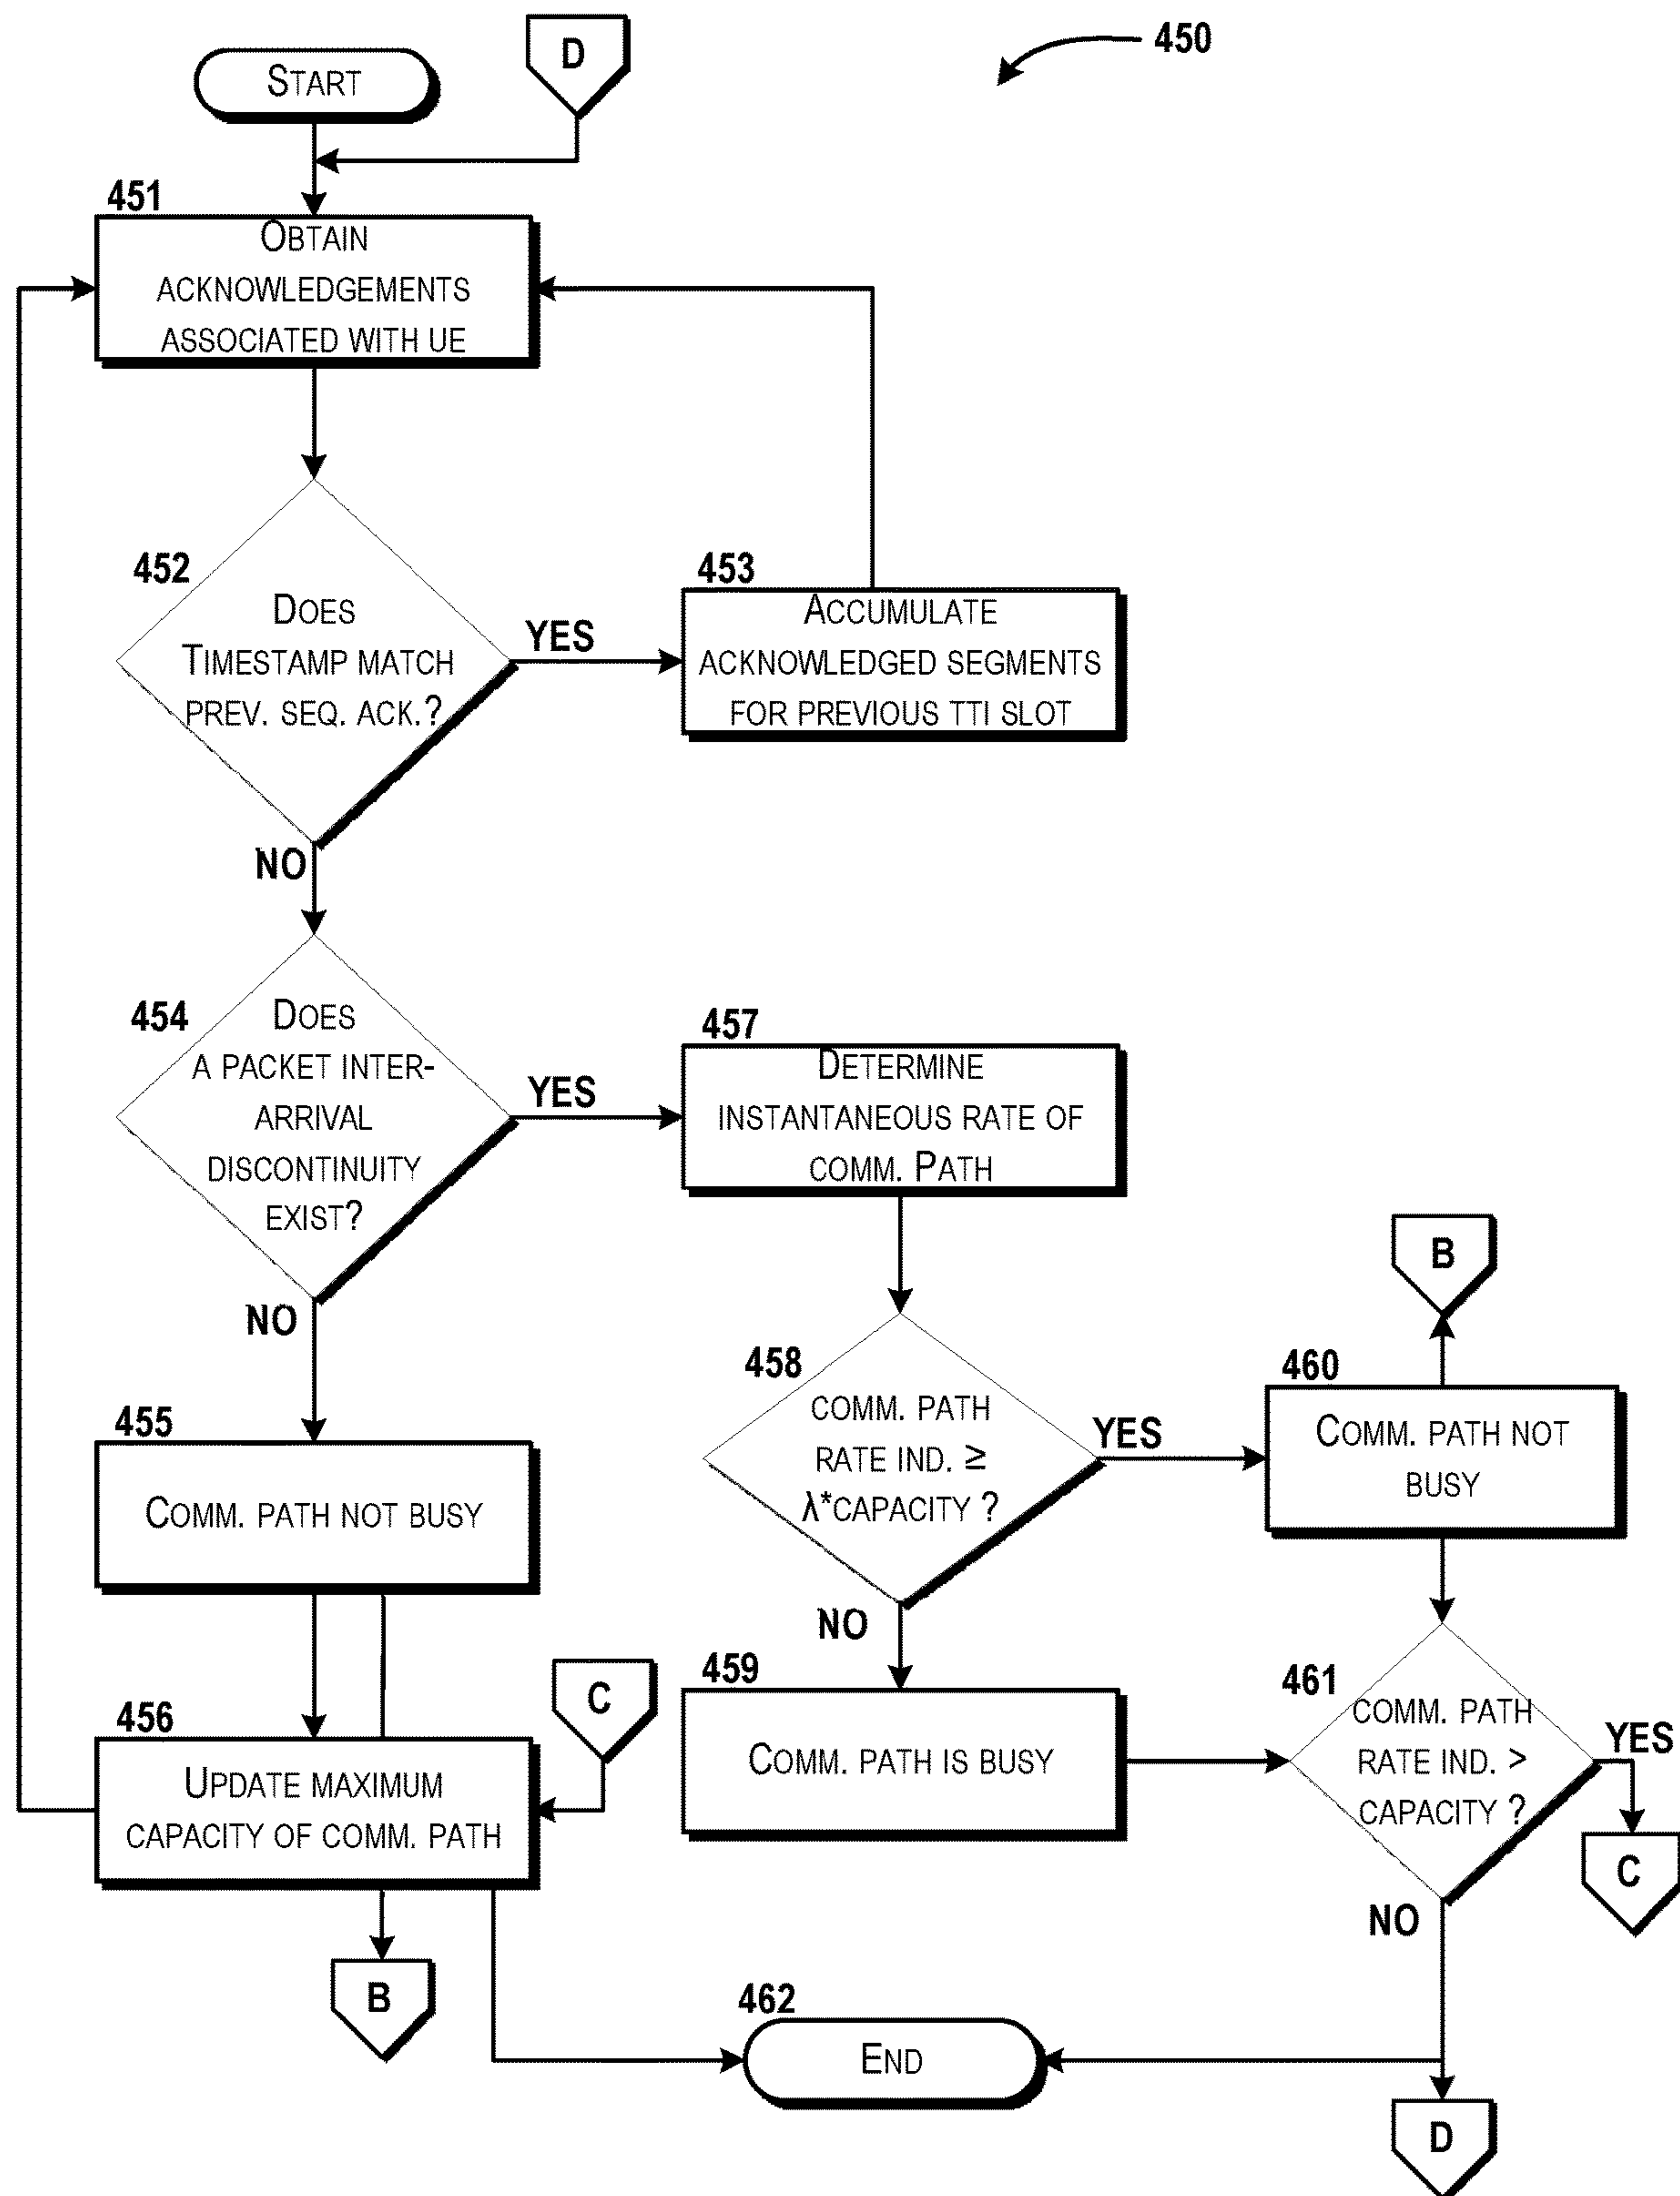 D
450
START
451
OBTAIN
ACKNOWLEDGEMENTS
ASSOCIATED WITH UE
452
DOES
TIMESTAMP MATCH
PREV. SEQ. ACK.?
YES
NO
453
ACCUMULATE
ACKNOWLEDGED SEGMENTS
FOR PREVIOUS TTI SLOT
454
DOES
A PACKET INTER-
ARRIVAL
DISCONTINUITY
EXIST?
YES
NO
457
DETERMINE
INSTANTANEOUS RATE OF
COMM. PATH
458
COMM. PATH
RATE IND. ≥
λ*CAPACITY ?
YES
NO
B
460
COMM. PATH NOT
BUSY
455
COMM. PATH NOT BUSY
456
UPDATE MAXIMUM
CAPACITY OF COMM. PATH
C
B
459
COMM. PATH IS BUSY
461
COMM. PATH
RATE IND. >
CAPACITY ?
YES
C
NO
462
END
D